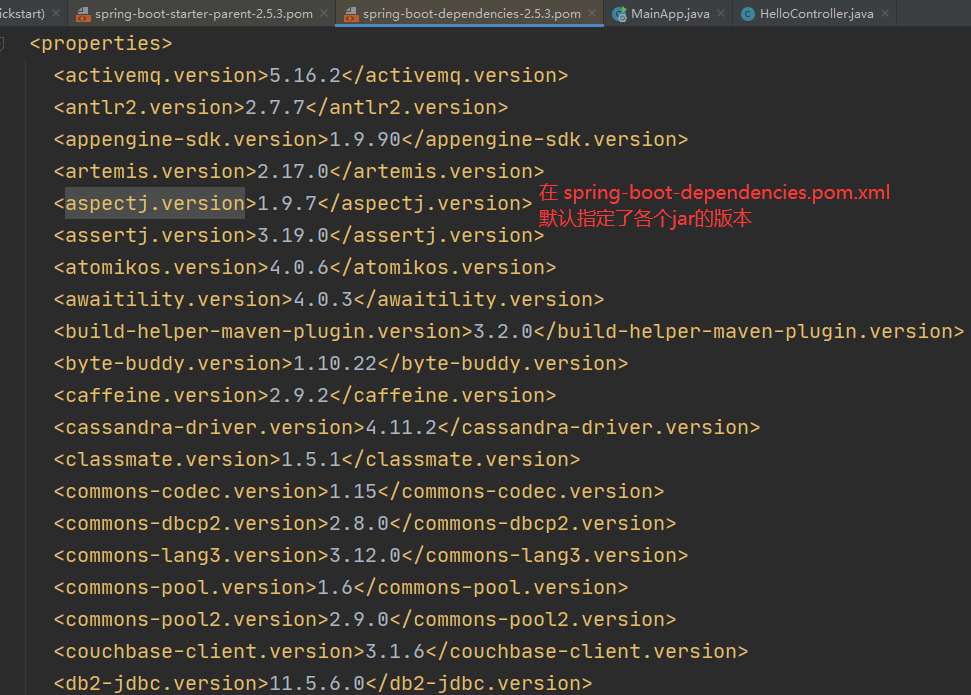 ickstart) × spring-boot-starter-parent-2.5.3.pom × spring-boot-dependencies-2.5.3.pom × MainApp.java × C HelloController.java ×
<properties>
<activemq.version>5.16.2</activemq.version>
<antlr2.version>2.7.7</antlr2.version>
<appengine-sdk.version>1.9.90</appengine-sdk.version>
<artemis.version>2.17.0</artemis.version>
<aspectj.version>1.9.7</aspectj.version>
在 spring-boot-dependencies.pom.xml
默认指定了各个jar的版本
<assertj.version>3.19.0</assertj.version>
<atomikos.version>4.0.6</atomikos.version>
<awaitility.version>4.0.3</awaitility.version>
<build-helper-maven-plugin.version>3.2.0</build-helper-maven-plugin.version>
<byte-buddy.version>1.10.22</byte-buddy.version>
<caffeine.version>2.9.2</caffeine.version>
<cassandra-driver.version>4.11.2</cassandra-driver.version>
<classmate.version>1.5.1</classmate.version>
<commons-codec.version>1.15</commons-codec.version>
<commons-dbcp2.version>2.8.0</commons-dbcp2.version>
<commons-lang3.version>3.12.0</commons-lang3.version>
<commons-pool.version>1.6</commons-pool.version>
<commons-pool2.version>2.9.0</commons-pool2.version>
<couchbase-client.version>3.1.6</couchbase-client.version>
<db2-jdbc.version>11.5.6.0</db2-jdbc.version>